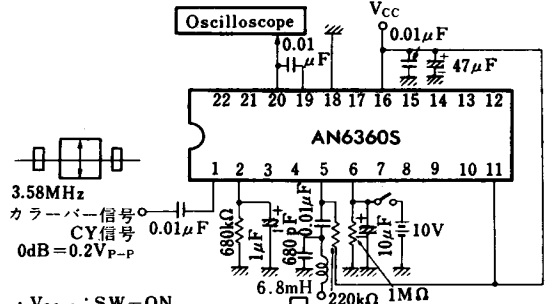 Oscilloscope
V_CC
0.01
μF
0.01μF
47μF
22 21 20 19 18 17 16 15 14 13 12
AN6360S
1 2 3 4 5 6 7 8 9 10 11
3.58MHz
カラーバー信号
CY信号
0dB=0.2V_P-P
0.01μF
680kΩ
1μF
680pF
0.01μF
10μF
10V
6.8mH
220kΩ
1MΩ
SW-ON